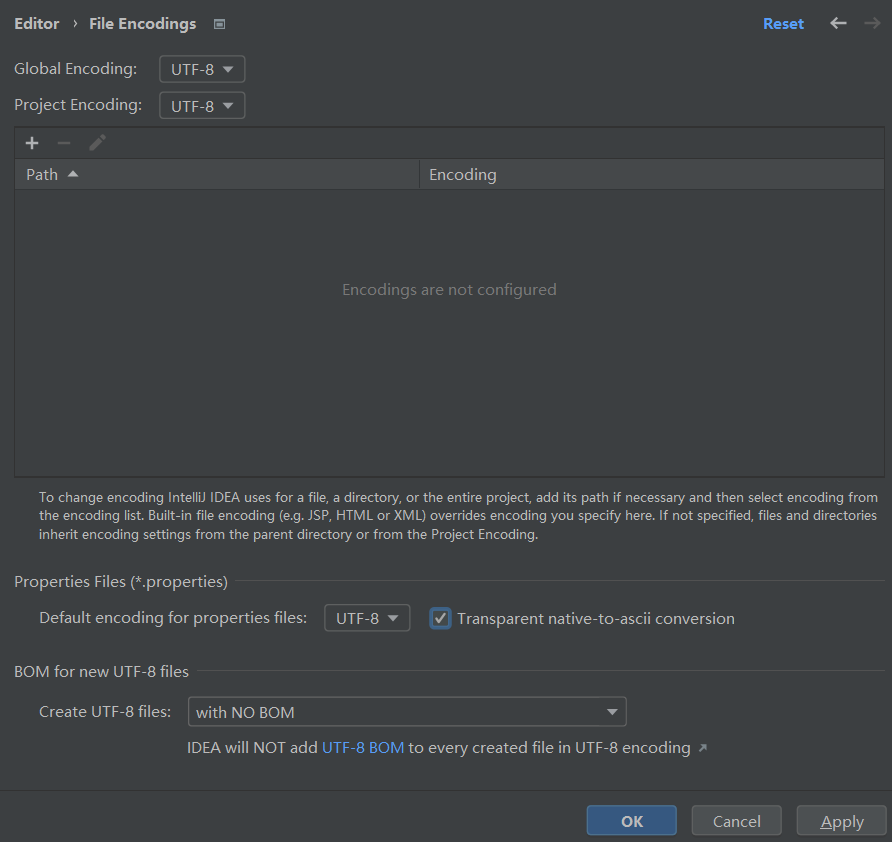 Editor › File Encodings Reset
Global Encoding: UTF-8
Project Encoding: UTF-8
Path Encoding
Encodings are not configured
To change encoding IntelliJ IDEA uses for a file, a directory, or the entire project, add its path if necessary and then select encoding from
the encoding list. Built-in file encoding (e.g. JSP, HTML or XML) overrides encoding you specify here. If not specified, files and directories
inherit encoding settings from the parent directory or from the Project Encoding.
Properties Files (*.properties)
Default encoding for properties files: UTF-8 Transparent native-to-ascii conversion
BOM for new UTF-8 files
Create UTF-8 files: with NO BOM
IDEA will NOT add UTF-8 BOM to every created file in UTF-8 encoding
OK Cancel Apply